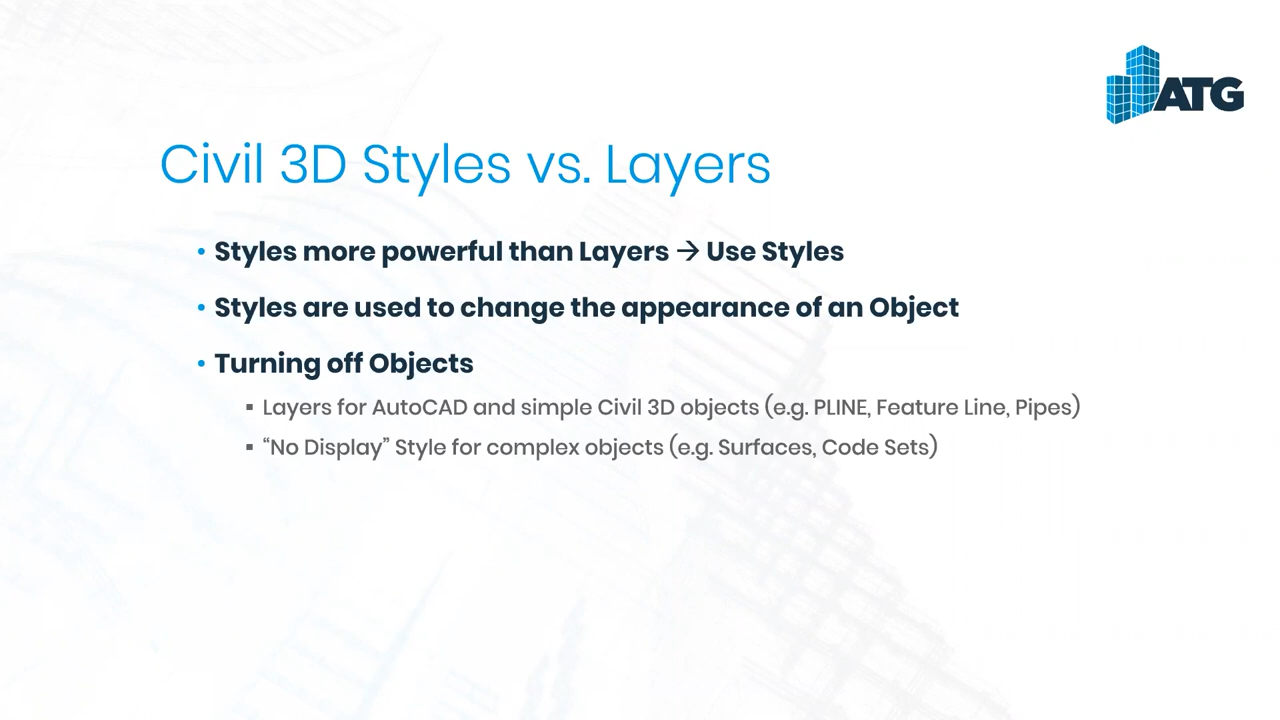 ATG
Civil 3D Styles vs. Layers
• Styles more powerful than Layers → Use Styles
• Styles are used to change the appearance of an Object
• Turning off Objects
▪ Layers for AutoCAD and simple Civil 3D objects (e.g. PLINE, Feature Line, Pipes)
▪ “No Display” Style for complex objects (e.g. Surfaces, Code Sets)